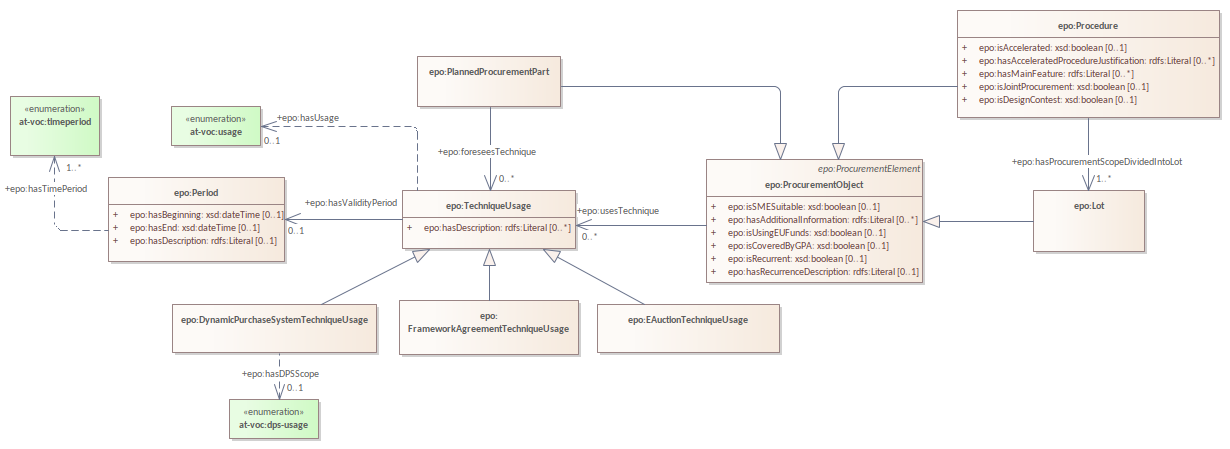 epo:Procedure
+ epo:isAccelerated: xsd:boolean [0..1]
+ epo:hasAcceleratedProcedureJustification: rdfs:Literal [0..*]
+ epo:hasMainFeature: rdfs:Literal [0..*]
+ epo:isJointProcurement: xsd:boolean [0..1]
+ epo:isDesignContest: xsd:boolean [0..1]
epo:PlannedProcurementPart
«enumeration»
at-voc:timeperiod
«enumeration»
at-voc:usage
+epo:hasUsage
0..1
+epo:foreseesTechnique
0..*
+epo:hasProcurementScopeDividedIntoLot
1..*
1..*
+epo:hasTimePeriod
epo:Period
+ epo:hasBeginning: xsd:dateTime [0..1]
+ epo:hasEnd: xsd:dateTime [0..1]
+ epo:hasDescription: rdfs:Literal [0..1]
+epo:hasValidityPeriod
0..1
epo:TechniqueUsage
+ epo:hasDescription: rdfs:Literal [0..*]
+epo:usesTechnique
0..*
epo:ProcurementElement
epo:ProcurementObject
+ epo:isSMESuitable: xsd:boolean [0..1]
+ epo:hasAdditionalInformation: rdfs:Literal [0..*]
+ epo:isUsingEUFunds: xsd:boolean [0..1]
+ epo:isCoveredByGPA: xsd:boolean [0..1]
+ epo:isRecurrent: xsd:boolean [0..1]
+ epo:hasRecurrenceDescription: rdfs:Literal [0..1]
epo:Lot
epo:DynamicPurchaseSystemTechniqueUsage
epo:
FrameworkAgreementTechniqueUsage
epo:EAuctionTechniqueUsage
+epo:hasDPSScope
0..1
«enumeration»
at-voc:dps-usage